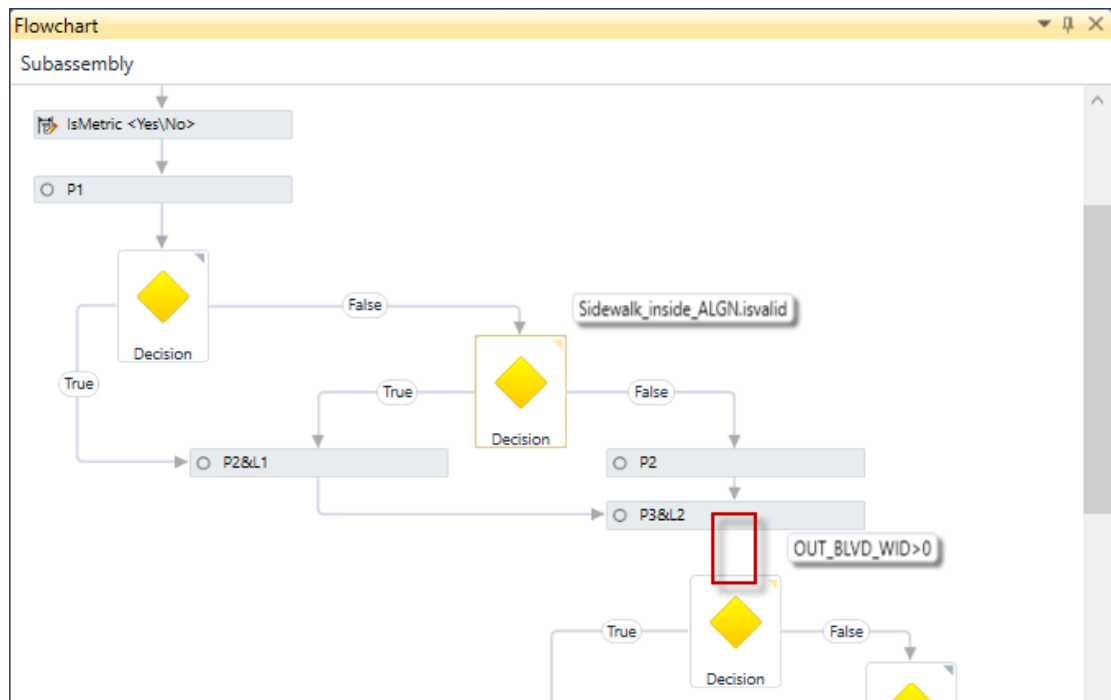 Flowchart
Subassembly
IsMetric <Yes\No>
P1
False
Sidewalk_inside_ALGN.isvalid
Decision
True
True
False
Decision
P2&L1
P2
P3&L2
OUT_BLVD_WID>0
True
False
Decision